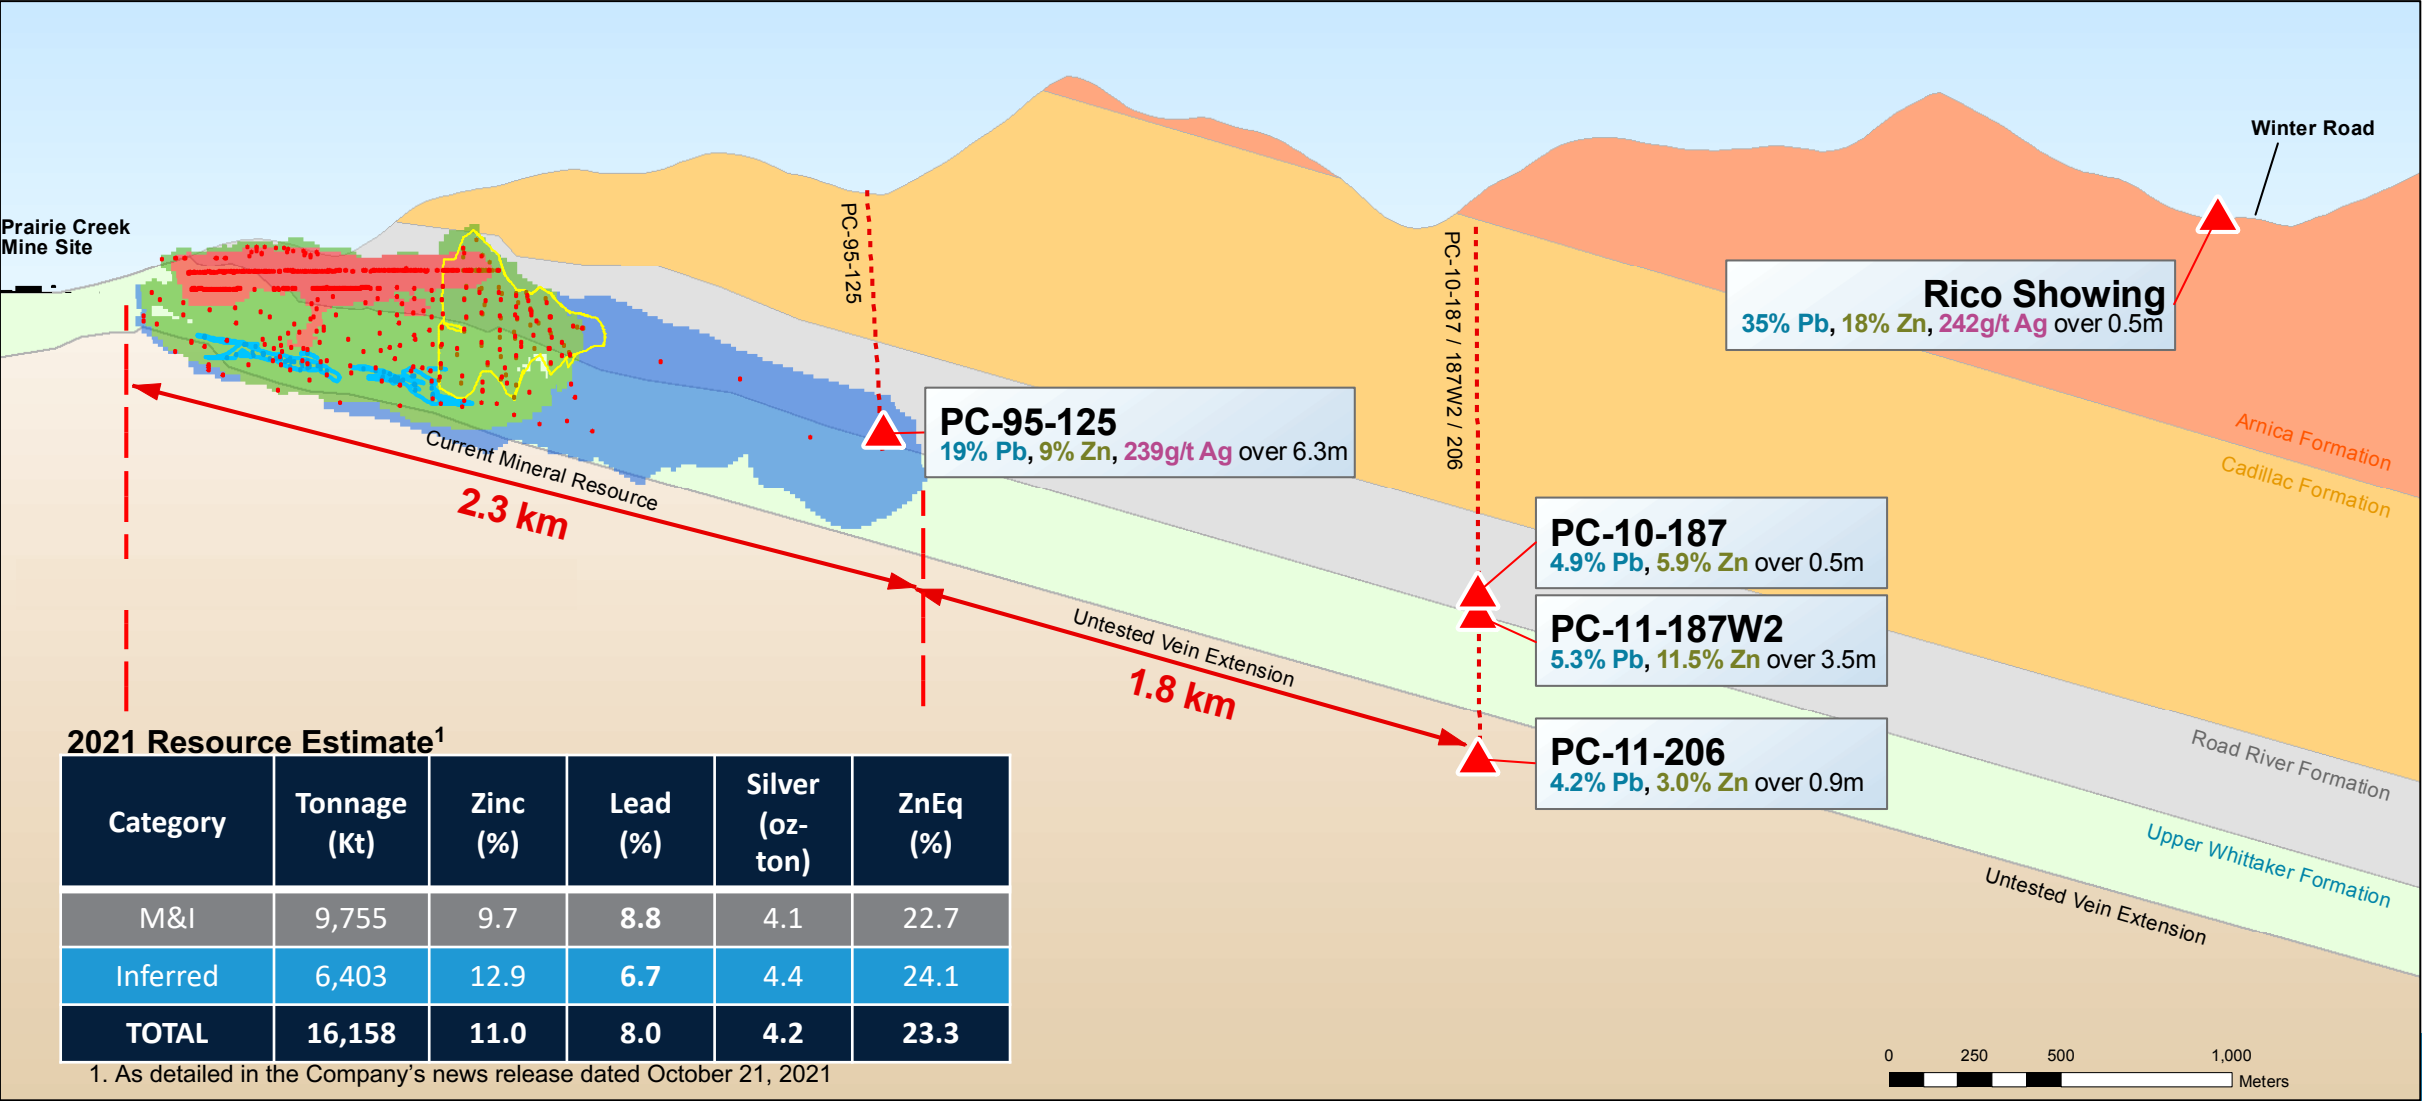 Winter Road
Prairie Creek
Mine Site
PC-95-125
PC-10-187 / 187W2 / 206
Rico Showing
35% Pb, 18% Zn, 242g/t Ag over 0.5m
PC-95-125
19% Pb, 9% Zn, 239g/t Ag over 6.3m
Arnica Formation
Cadillac Formation
Current Mineral Resource
2.3 km
PC-10-187
4.9% Pb, 5.9% Zn over 0.5m
PC-11-187W2
5.3% Pb, 11.5% Zn over 3.5m
Untested Vein Extension
1.8 km
PC-11-206
4.2% Pb, 3.0% Zn over 0.9m
Road River Formation
Upper Whittaker Formation
Untested Vein Extension
2021 Resource Estimate1
Category Tonnage (Kt) Zinc (%) Lead (%) Silver (oz-ton) ZnEq (%)
M&I 9,755 9.7 8.8 4.1 22.7
Inferred 6,403 12.9 6.7 4.4 24.1
TOTAL 16,158 11.0 8.0 4.2 23.3
1. As detailed in the Company's news release dated October 21, 2021
0 250 500 1,000
Meters